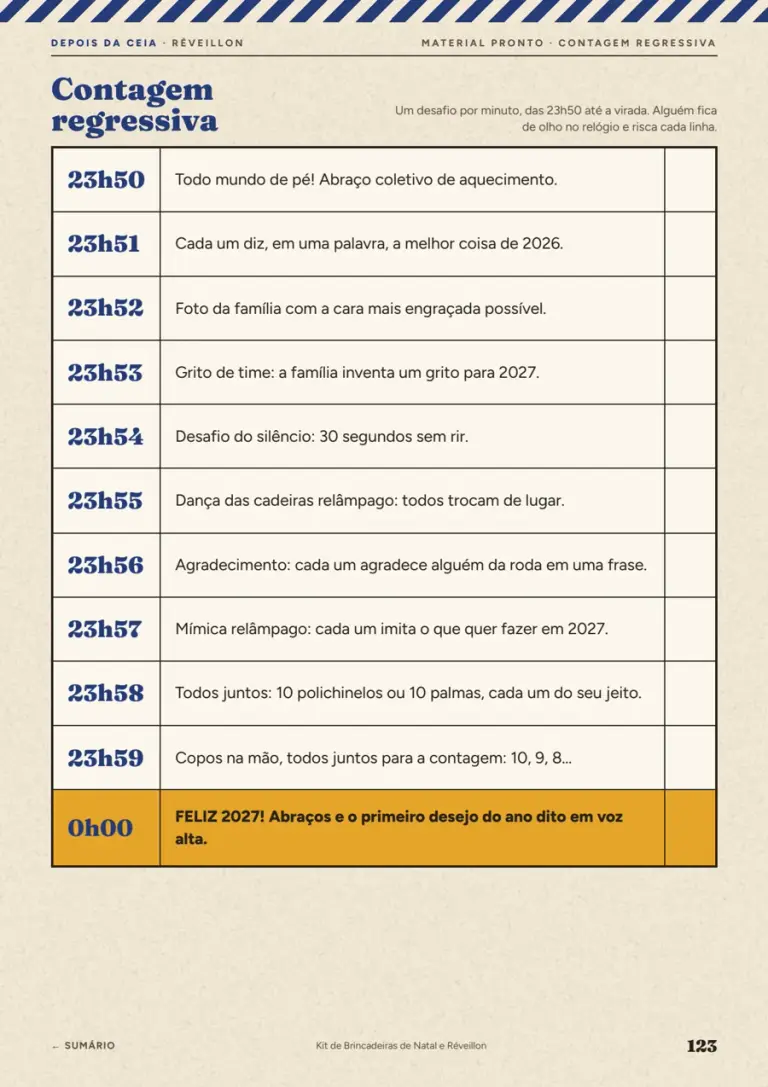 DEPOIS DA CEIA · RÉVEILLON
MATERIAL PRONTO · CONTAGEM REGRESSIVA
Contagem
regressiva
Um desafio por minuto, das 23h50 até a virada. Alguém fica
de olho no relógio e risca cada linha.
23h50 Todo mundo de pé! Abraço coletivo de aquecimento.
23h51 Cada um diz, em uma palavra, a melhor coisa de 2026.
23h52 Foto da família com a cara mais engraçada possível.
23h53 Grito de time: a família inventa um grito para 2027.
23h54 Desafio do silêncio: 30 segundos sem rir.
23h55 Dança das cadeiras relâmpago: todos trocam de lugar.
23h56 Agradecimento: cada um agradece alguém da roda em uma frase.
23h57 Mímica relâmpago: cada um imita o que quer fazer em 2027.
23h58 Todos juntos: 10 polichinelos ou 10 palmas, cada um do seu jeito.
23h59 Copos na mão, todos juntos para a contagem: 10, 9, 8...
0h00 FELIZ 2027! Abraços e o primeiro desejo do ano dito em voz
alta.
← SUMÁRIO
Kit de Brincadeiras de Natal e Réveillon
123